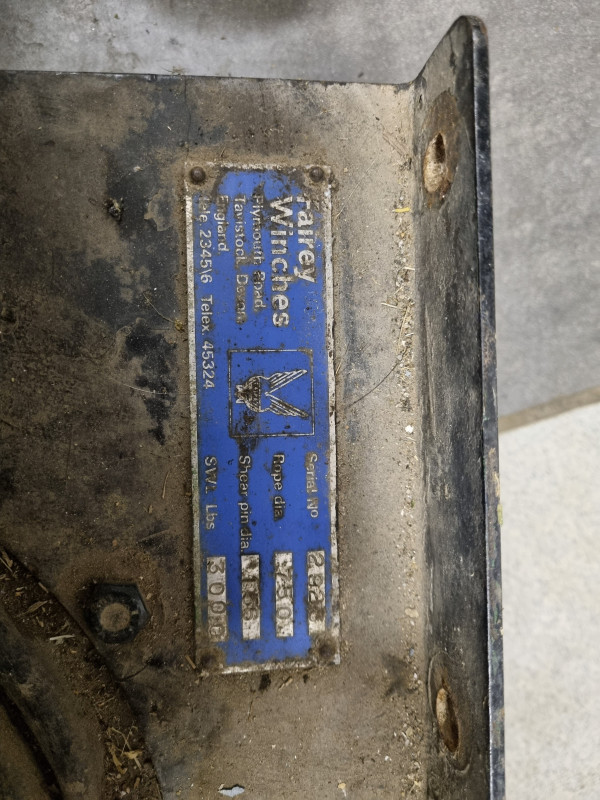 Fairey
Winches
Plymouth Road,
Tavistock, Devon,
England.
Tele. 2345\6 Telex. 45324
Serial No
Rope dia. 750
Shear pin dia.
SWL Lbs 3000